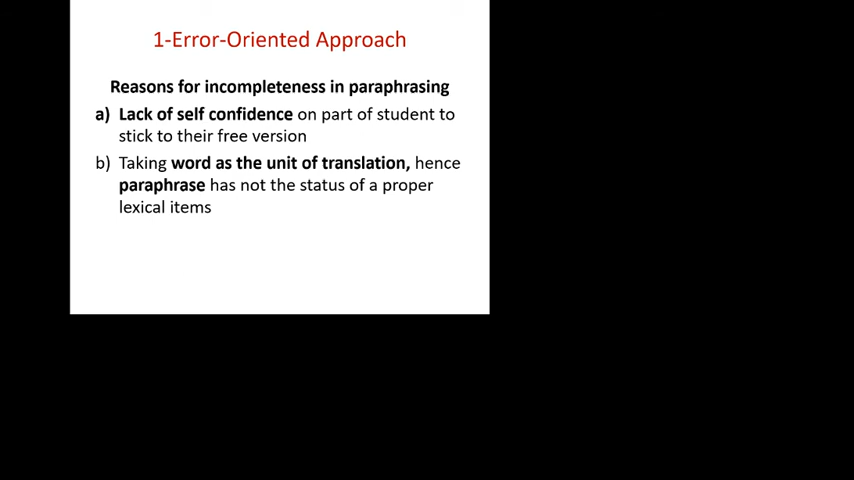 1-Error-Oriented Approach
Reasons for incompleteness in paraphrasing
a) Lack of self confidence on part of student to
stick to their free version
b) Taking word as the unit of translation, hence
paraphrase has not the status of a proper
lexical items